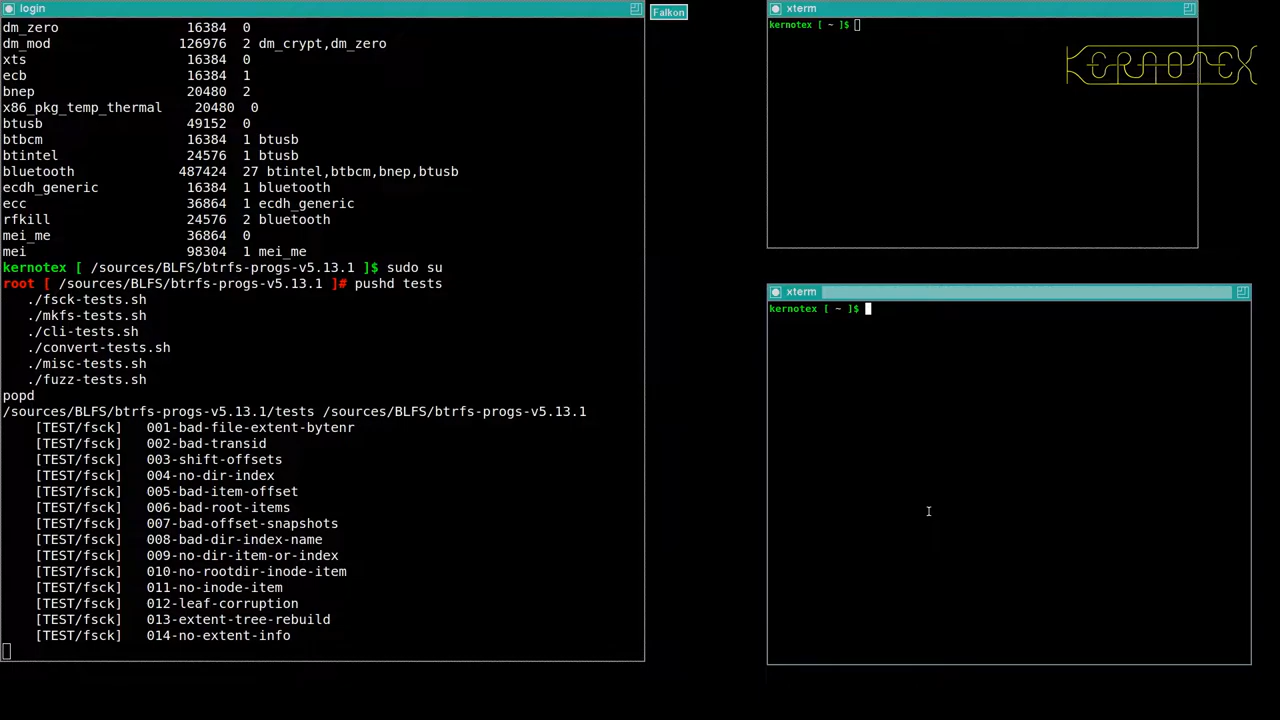 login
dm_zero 16384 0
dm_mod 126976 2 dm_crypt,dm_zero
xts 16384 0
ecb 16384 1
bnep 20480 2
x86_pkg_temp_thermal 20480 0
btusb 49152 0
btbcm 16384 1 btusb
btintel 24576 1 btusb
bluetooth 487424 27 btintel,btbcm,bnep,btusb
ecdh_generic 16384 1 bluetooth
ecc 36864 1 ecdh_generic
rfkill 24576 2 bluetooth
mei_me 36864 0
mei 98304 1 mei_me
kernotex [ /sources/BLFS/btrfs-progs-v5.13.1 ]$ sudo su
root [ /sources/BLFS/btrfs-progs-v5.13.1 ]# pushd tests
./fsck-tests.sh
./mkfs-tests.sh
./cli-tests.sh
./convert-tests.sh
./misc-tests.sh
./fuzz-tests.sh
popd
/sources/BLFS/btrfs-progs-v5.13.1/tests /sources/BLFS/btrfs-progs-v5.13.1
[TEST/fsck] 001-bad-file-extent-bytenr
[TEST/fsck] 002-bad-transid
[TEST/fsck] 003-shift-offsets
[TEST/fsck] 004-no-dir-index
[TEST/fsck] 005-bad-item-offset
[TEST/fsck] 006-bad-root-items
[TEST/fsck] 007-bad-offset-snapshots
[TEST/fsck] 008-bad-dir-index-name
[TEST/fsck] 009-no-dir-item-or-index
[TEST/fsck] 010-no-rootdir-inode-item
[TEST/fsck] 011-no-inode-item
[TEST/fsck] 012-leaf-corruption
[TEST/fsck] 013-extent-tree-rebuild
[TEST/fsck] 014-no-extent-info
Falkon
xterm
kernotex [ ~ ]$
KERNOTEX
xterm
kernotex [ ~ ]$